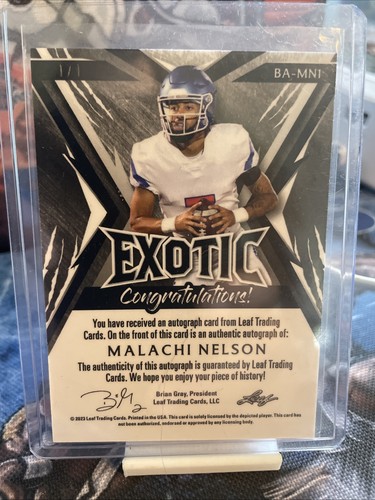 1/1
BA-MN1
EXOTIC
Congratulations!
You have received an autograph card from Leaf Trading
Cards. On the front of this card is an authentic autograph of:
MALACHI NELSON
The authenticity of this autograph is guaranteed by Leaf Trading
Cards. We hope you enjoy your piece of history!
Brian Gray, President
Leaf Trading Cards, LLC
Leaf
© 2023 Leaf Trading Cards. Printed in the USA. This card is solely licensed by the depicted player. This card has
not been authorized, endorsed or approved by any licensing body.